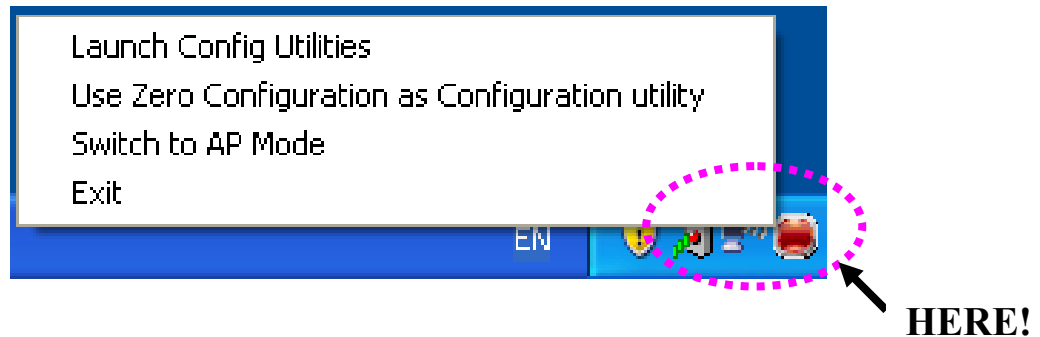 Launch Config Utilities
Use Zero Configuration as Configuration utility
Switch to AP Mode
Exit
EN
HERE!